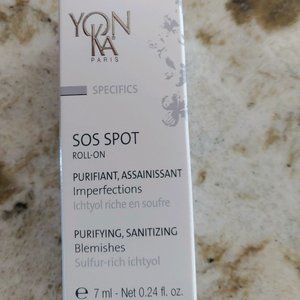 YON
KA
PARIS
SPECIFICS
SOS SPOT
ROLL-ON
PURIFIANT, ASSAINISSANT
Imperfections
Ichtyol riche en soufre
PURIFYING, SANITIZING
Blemishes
Sulfur-rich ichtyol
℮ 7 ml - Net 0.24 fl. oz.